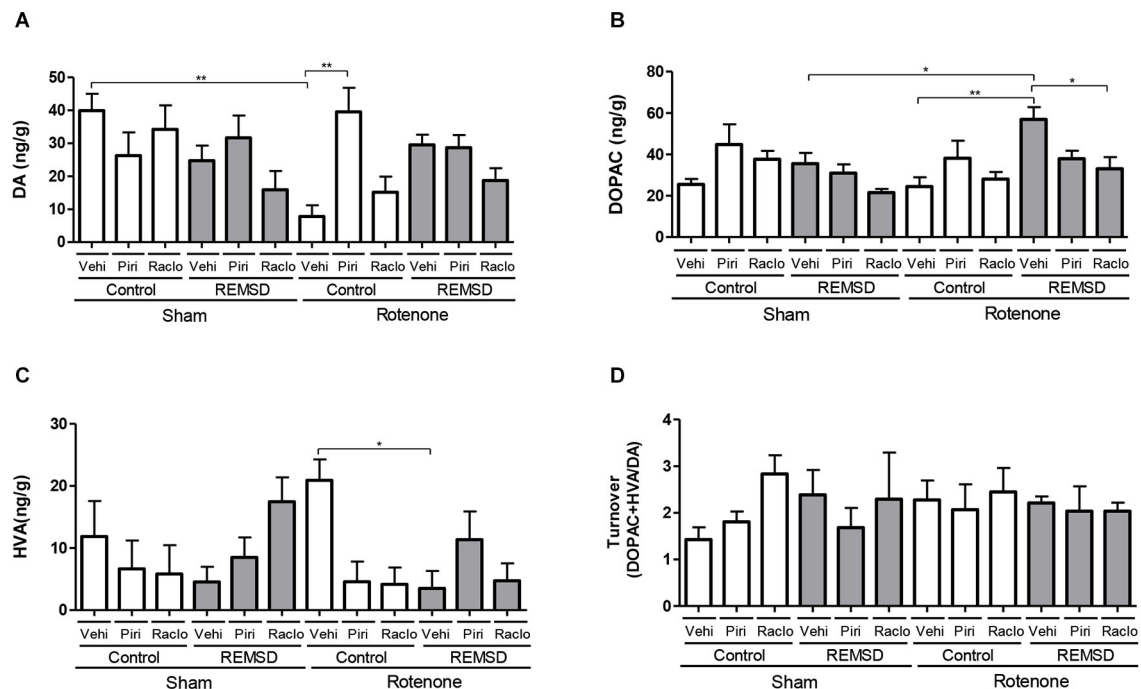 A
DA (ng/g)
50
40
30
20
10
0
**
**
Vehi Piri Raclo Vehi Piri Raclo Vehi Piri Raclo Vehi Piri Raclo
Control REMSD Control REMSD
Sham Rotenone
B
DOPAC (ng/g)
80
60
40
20
0
*
**
*
Vehi Piri Raclo Vehi Piri Raclo Vehi Piri Raclo Vehi Piri Raclo
Control REMSD Control REMSD
Sham Rotenone
C
HVA(ng/g)
30
20
10
0
*
Vehi Piri Raclo Vehi Piri Raclo Vehi Piri Raclo Vehi Piri Raclo
Control REMSD Control REMSD
Sham Rotenone
D
Turnover
(DOPAC+HVA/DA)
4
3
2
1
0
Vehi Piri Raclo Vehi Piri Raclo Vehi Piri Raclo Vehi Piri Raclo
Control REMSD Control REMSD
Sham Rotenone